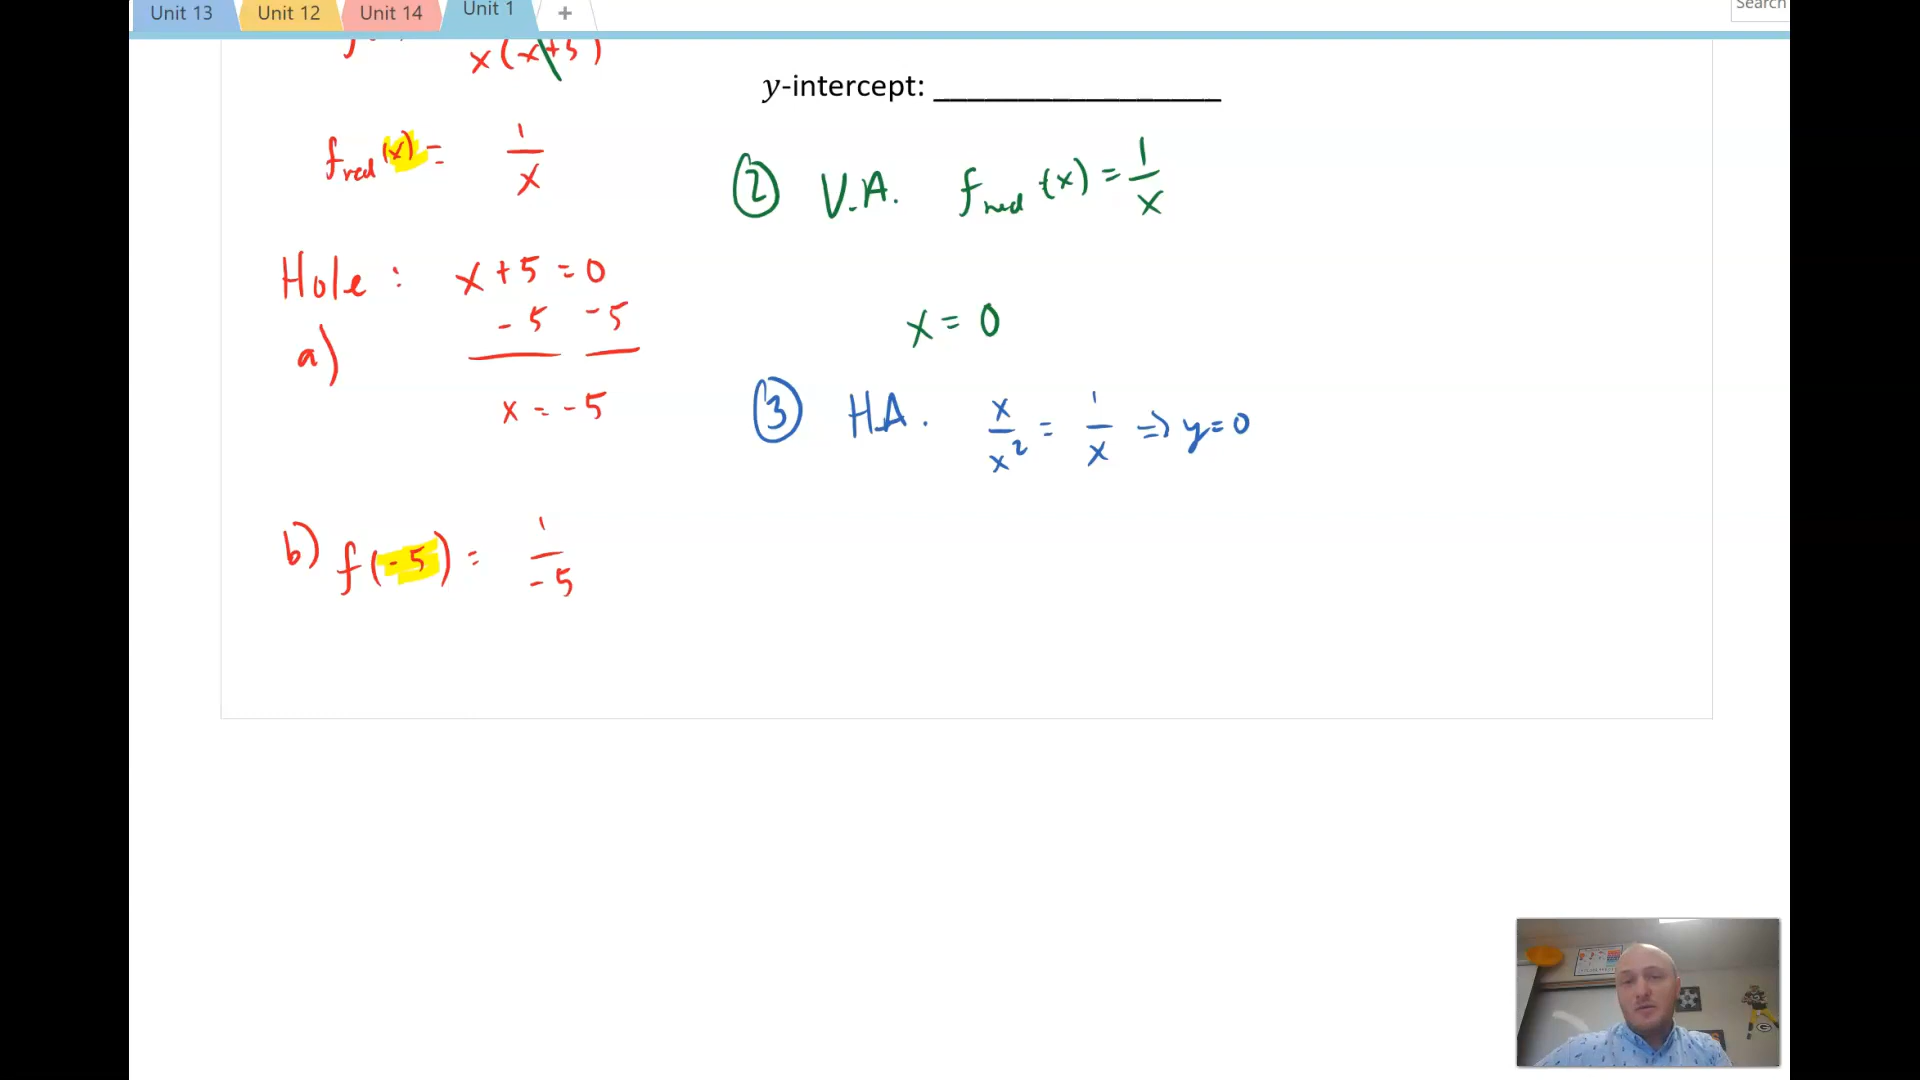 Unit 13 Unit 12 Unit 14 Unit 1 +
Search
x(x+5)
y-intercept: ____________________
f_red(x) = 1/x
② V.A. f_red(x) = 1/x
Hole: x + 5 = 0
- 5 - 5
a)
x = -5
x = 0
③ H.A. x/x² = 1/x ⇒ y = 0
b) f(-5) = 1/-5